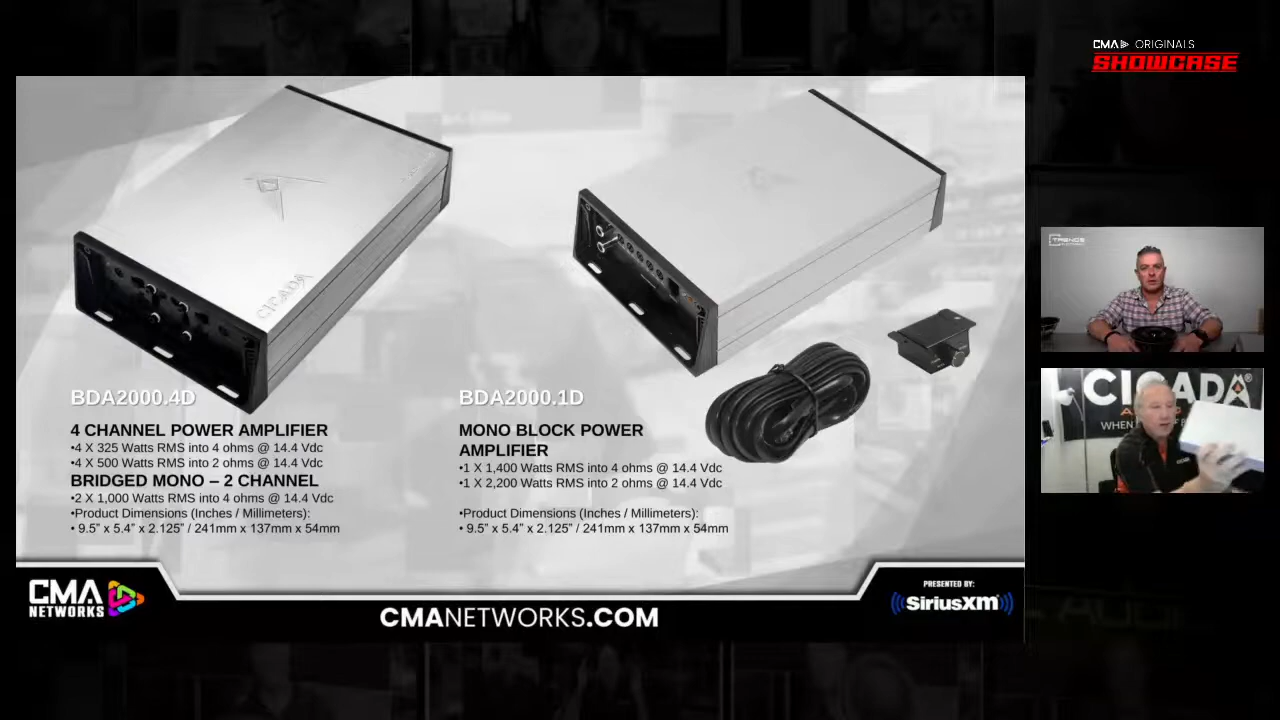 CMA ORIGINALS
SHOWCASE
CICADA
BDA2000.4D
4 CHANNEL POWER AMPLIFIER
•4 X 325 Watts RMS into 4 ohms @ 14.4 Vdc
•4 X 500 Watts RMS into 2 ohms @ 14.4 Vdc
BRIDGED MONO – 2 CHANNEL
•2 X 1,000 Watts RMS into 4 ohms @ 14.4 Vdc
•Product Dimensions (Inches / Millimeters):
• 9.5” x 5.4” x 2.125” / 241mm x 137mm x 54mm
BDA2000.1D
MONO BLOCK POWER
AMPLIFIER
•1 X 1,400 Watts RMS into 4 ohms @ 14.4 Vdc
•1 X 2,200 Watts RMS into 2 ohms @ 14.4 Vdc
•Product Dimensions (Inches / Millimeters):
• 9.5” x 5.4” x 2.125” / 241mm x 137mm x 54mm
TRENDS
CICADA®
WHEN
CICADA
CMA
NETWORKS
CMANETWORKS.COM
PRESENTED BY:
SiriusXM